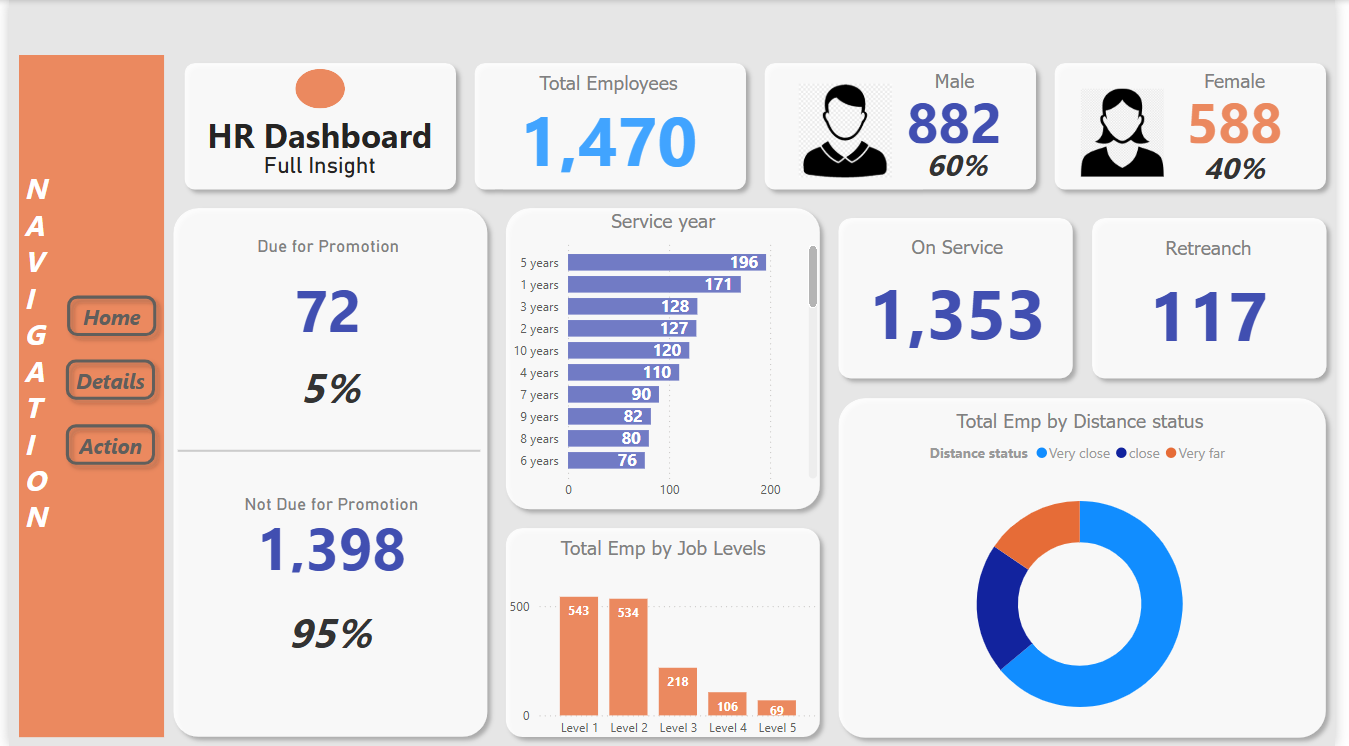 NAVIGATION
Home
Details
Action
HR Dashboard
Full Insight
Total Employees
1,470
Male
882
60%
Female
588
40%
Due for Promotion
72
5%
Not Due for Promotion
1,398
95%
Service year
5 years 196
1 years 171
3 years 128
2 years 127
10 years 120
4 years 110
7 years 90
9 years 82
8 years 80
6 years 76
0 100 200
Total Emp by Job Levels
500
0
543 534 218 106 69
Level 1 Level 2 Level 3 Level 4 Level 5
On Service
1,353
Retreanch
117
Total Emp by Distance status
Distance status Very close close Very far